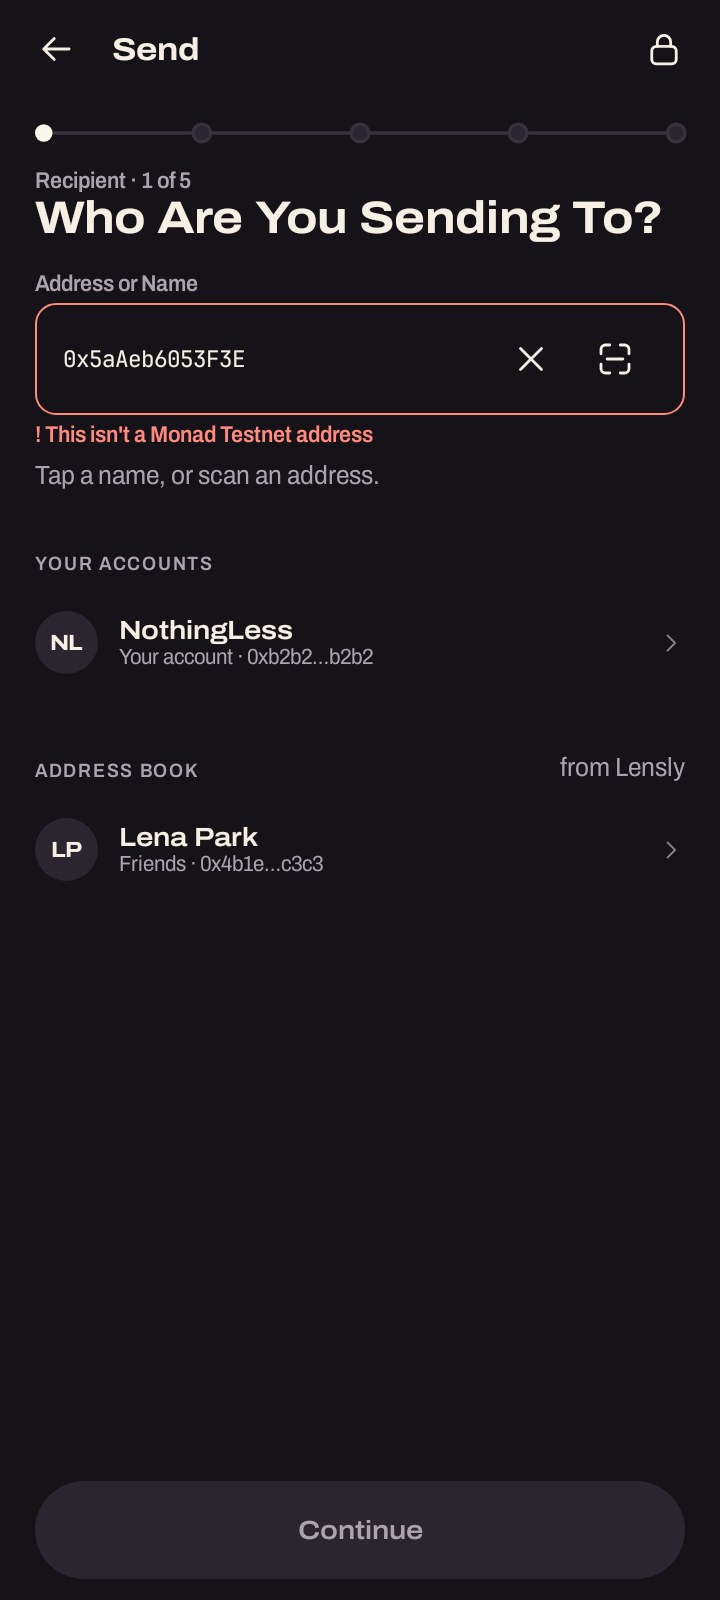 Send
Recipient · 1 of 5
Who Are You Sending To?
Address or Name
0x5aAeb6053F3E
! This isn't a Monad Testnet address
Tap a name, or scan an address.
YOUR ACCOUNTS
NL
NothingLess
Your account · 0xb2b2...b2b2
ADDRESS BOOK
from Lensly
LP
Lena Park
Friends · 0x4b1e...c3c3
Continue